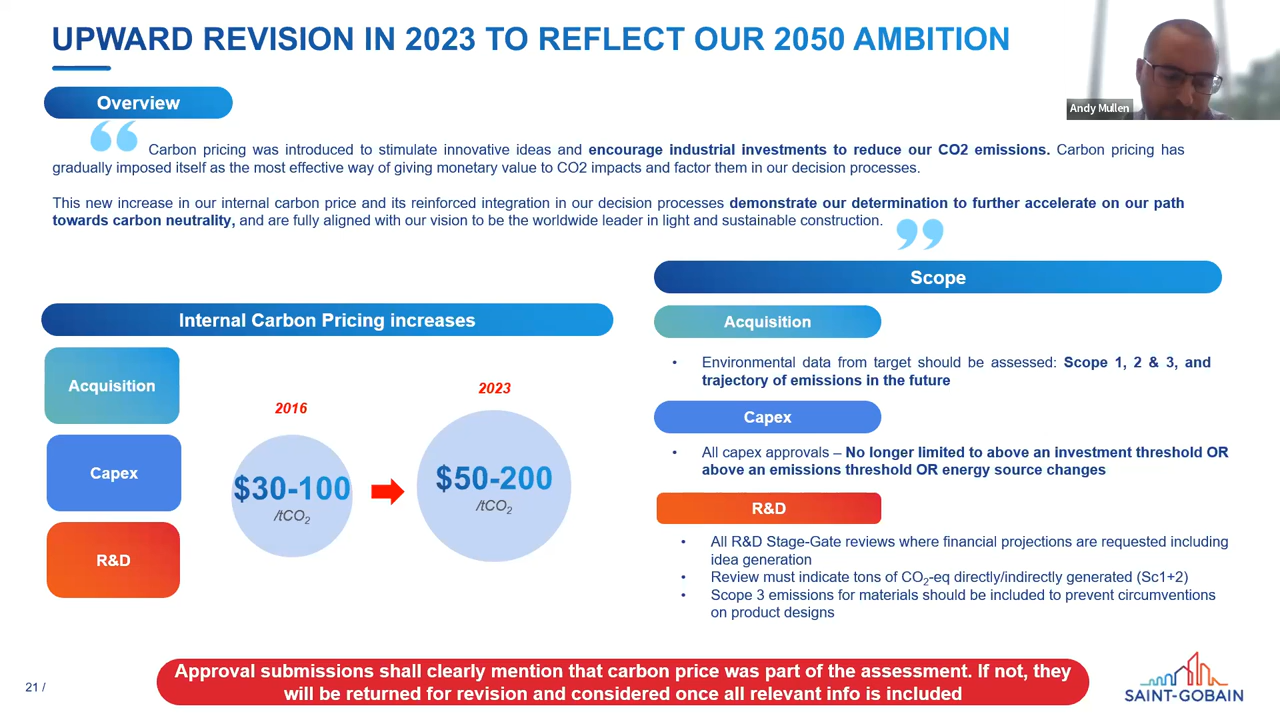 UPWARD REVISION IN 2023 TO REFLECT OUR 2050 AMBITION
Andy Mullen
Overview
Carbon pricing was introduced to stimulate innovative ideas and encourage industrial investments to reduce our CO2 emissions. Carbon pricing has
gradually imposed itself as the most effective way of giving monetary value to CO2 impacts and factor them in our decision processes.
This new increase in our internal carbon price and its reinforced integration in our decision processes demonstrate our determination to further accelerate on our path
towards carbon neutrality, and are fully aligned with our vision to be the worldwide leader in light and sustainable construction.
Internal Carbon Pricing increases
Acquisition
Capex
R&D
2016
$30-100
/tCO₂
2023
$50-200
/tCO₂
Scope
Acquisition
• Environmental data from target should be assessed: Scope 1, 2 & 3, and
trajectory of emissions in the future
Capex
• All capex approvals – No longer limited to above an investment threshold OR
above an emissions threshold OR energy source changes
R&D
• All R&D Stage-Gate reviews where financial projections are requested including
idea generation
• Review must indicate tons of CO₂-eq directly/indirectly generated (Sc1+2)
• Scope 3 emissions for materials should be included to prevent circumventions
on product designs
Approval submissions shall clearly mention that carbon price was part of the assessment. If not, they
will be returned for revision and considered once all relevant info is included
21 /
SAINT-GOBAIN